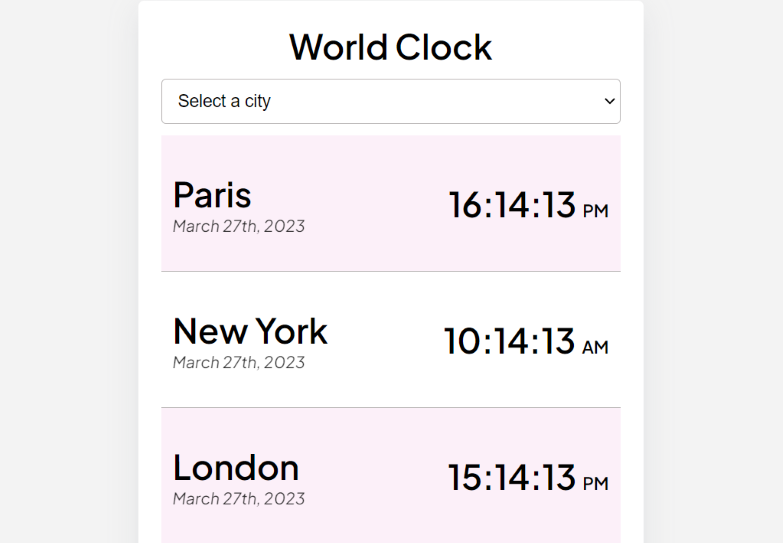 World Clock
Select a city
Paris
16:14:13 PM
March 27th, 2023
New York
10:14:13 AM
March 27th, 2023
London
15:14:13 PM
March 27th, 2023